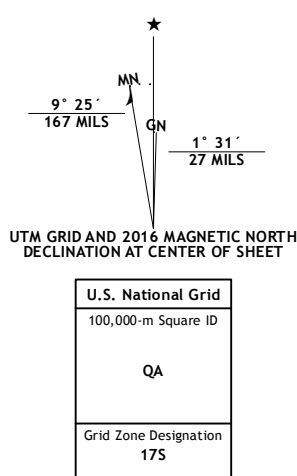 MN
9° 25´
167 MILS
GN
1° 31´
27 MILS
UTM GRID AND 2016 MAGNETIC NORTH
DECLINATION AT CENTER OF SHEET
U.S. National Grid
100,000-m Square ID
QA
Grid Zone Designation
17S